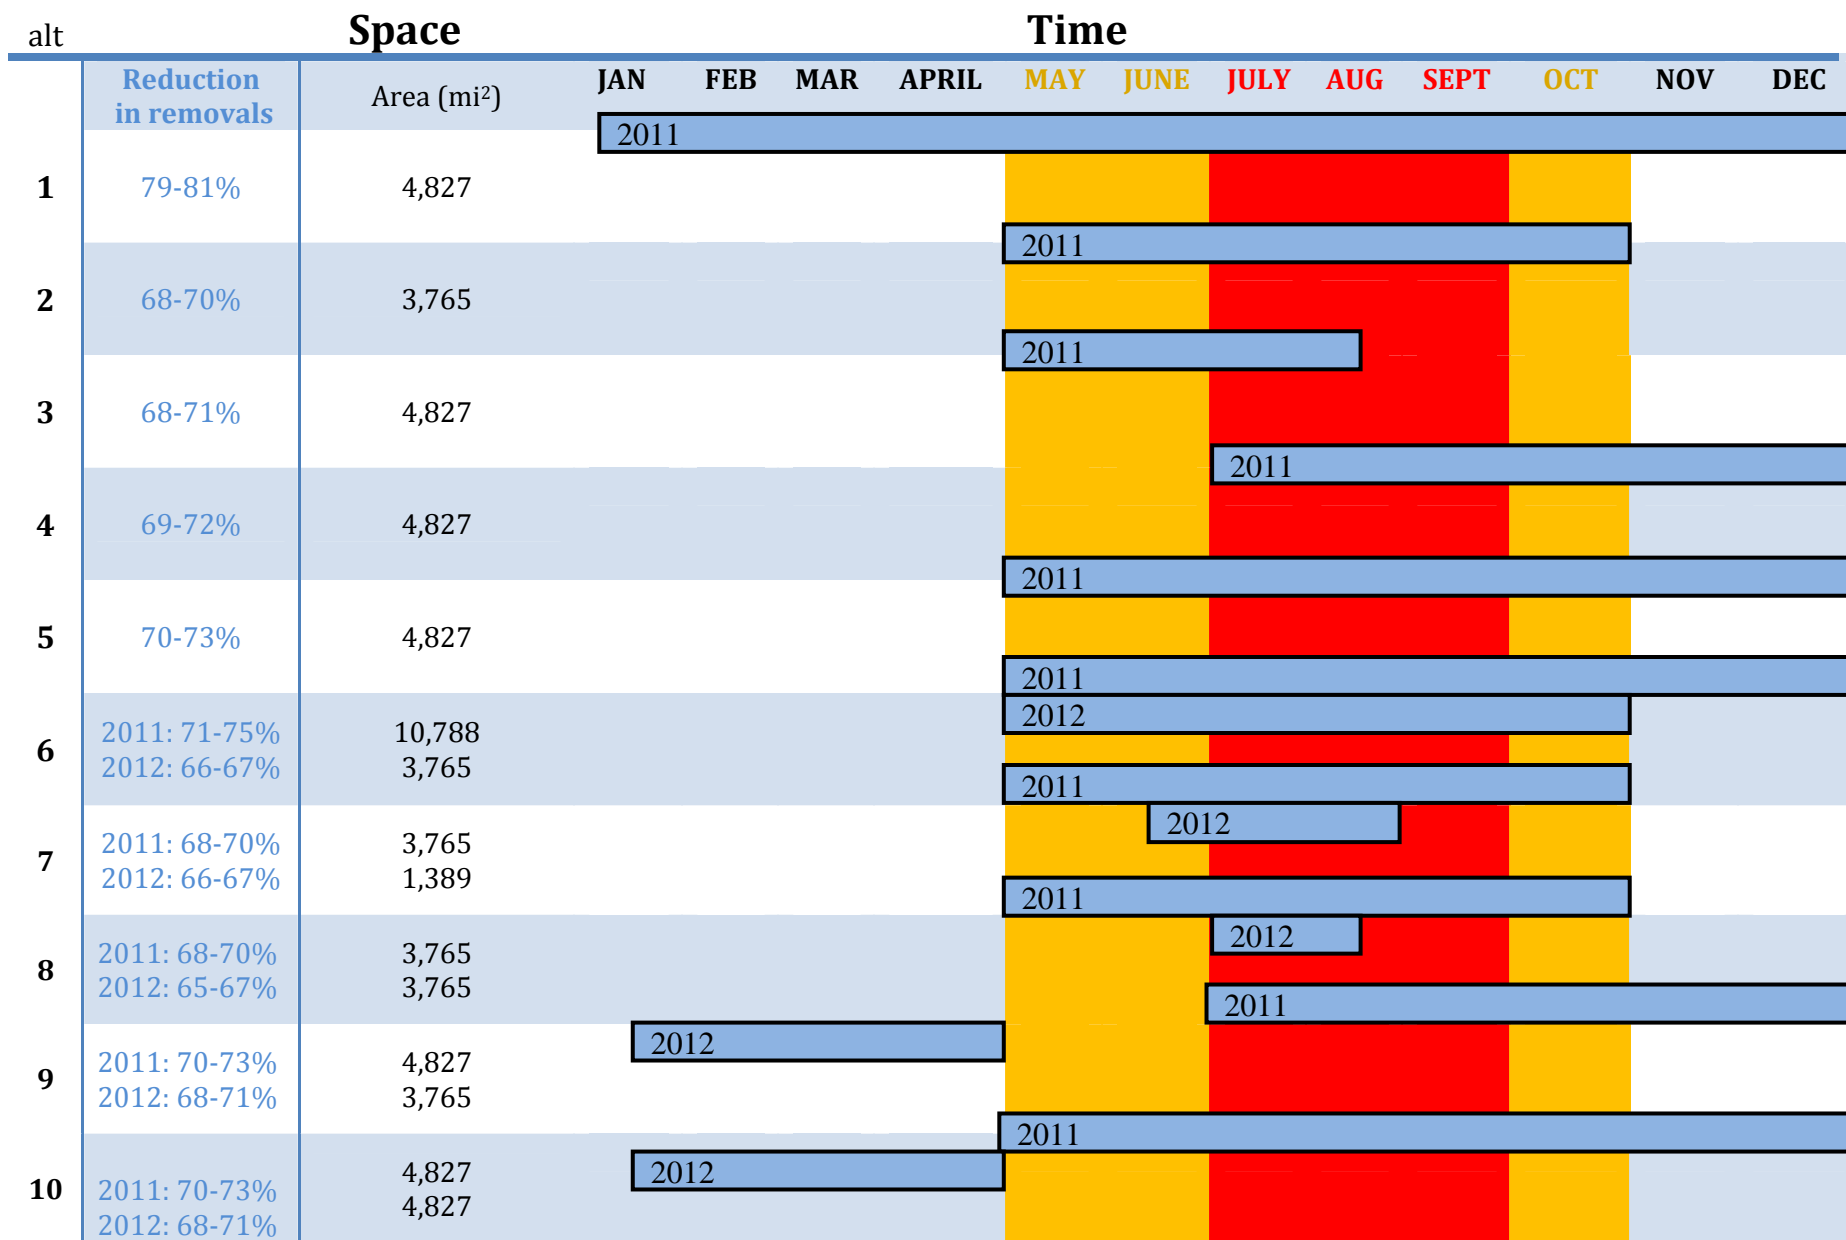 alt Space Time
Reduction in removals Area (mi²) JAN FEB MAR APRIL MAY JUNE JULY AUG SEPT OCT NOV DEC
2011
1 79-81% 4,827
2011
2 68-70% 3,765
2011
3 68-71% 4,827
2011
4 69-72% 4,827
2011
5 70-73% 4,827
2011
2012
6 2011: 71-75% 10,788
2012: 66-67% 3,765
2011
2012
7 2011: 68-70% 3,765
2012: 66-67% 1,389
2011
2012
8 2011: 68-70% 3,765
2012: 65-67% 3,765
2011
2012
9 2011: 70-73% 4,827
2012: 68-71% 3,765
2011
2012
10 2011: 70-73% 4,827
2012: 68-71% 4,827